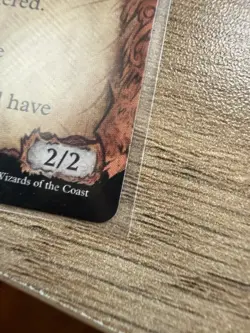 ered.
have
2/2
Wizards of the Coast